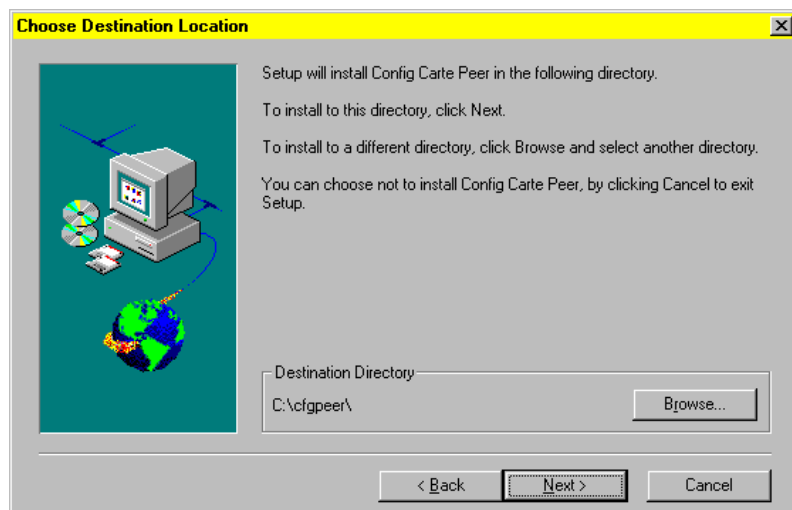 Choose Destination Location
Setup will install Config Carte Peer in the following directory.
To install to this directory, click Next.
To install to a different directory, click Browse and select another directory.
You can choose not to install Config Carte Peer, by clicking Cancel to exit
Setup.
Destination Directory
C:\cfgpeer\
Browse...
< Back
Next >
Cancel